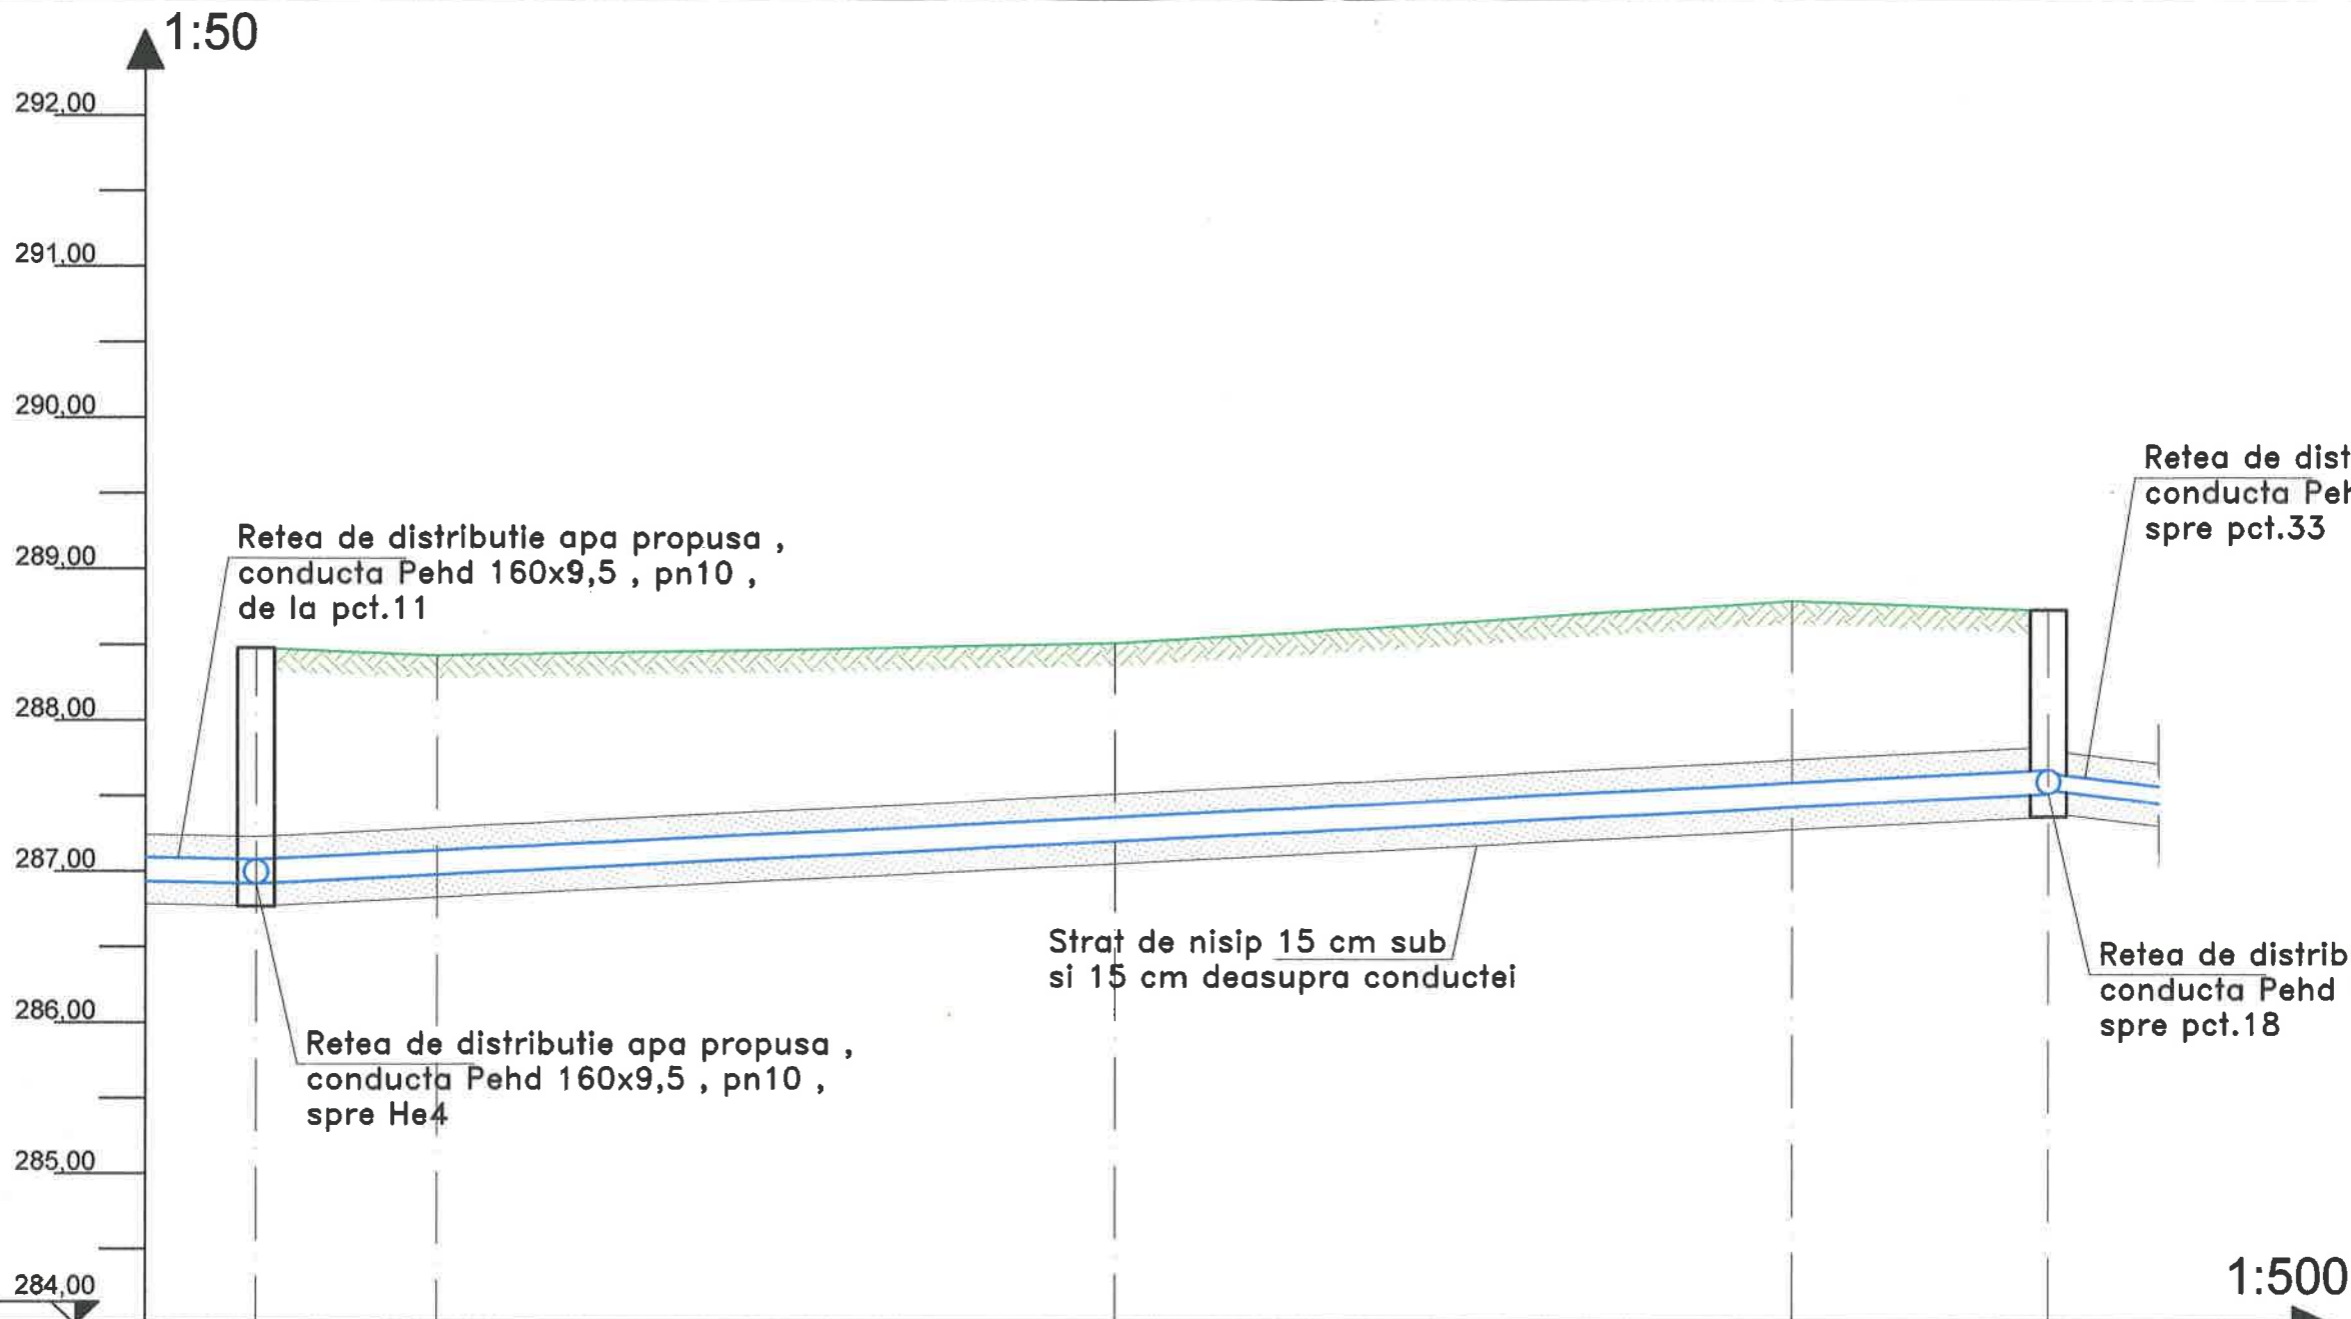 1:50
292,00
291,00
290,00
289,00
288,00
287,00
286,00
285,00
284,00
Retea de distributie apa propusa ,
conducta Pehd 160x9,5 , pn10 ,
de la pct.11
Retea de dist
conducta Peh
spre pct.33
Strat de nisip 15 cm sub
si 15 cm deasupra conductei
Retea de distributie apa propusa ,
conducta Pehd 160x9,5 , pn10 ,
spre He4
Retea de distrib
conducta Pehd
spre pct.18
1:500